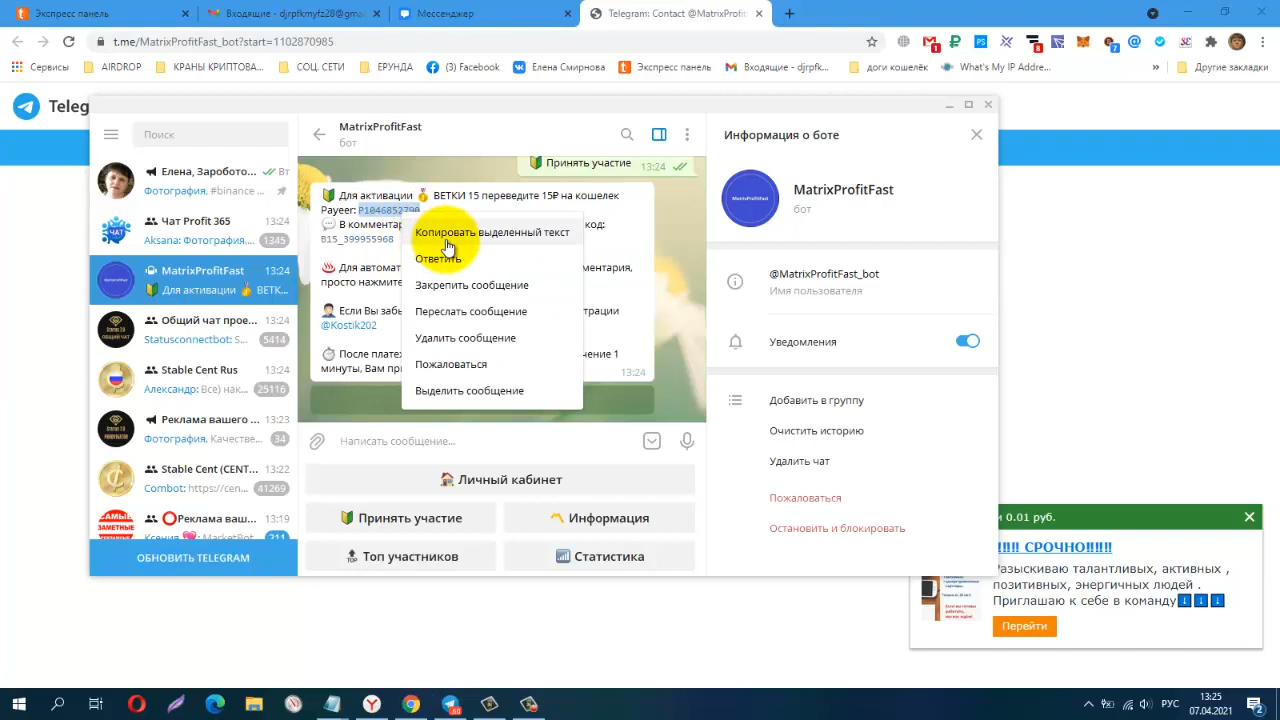 Экспресс панель
Входящие - djrpfkmyfz28@gmai
Мессенджер
Telegram: Contact @MatrixProfit
t.me/MatrixProfitFast_bot?start=1102870985
Сервисы
AIRDROP
КРАНЫ КРИПТОВА...
СОЦ. СЕТИ
ЕРУНДА
(3) Facebook
Елена Смирнова
Экспресс панель
Входящие - djrpfk...
доги кошелёк
What's My IP Addre...
»
Другие закладки
Teleg
Поиск
Елена, Заробото...
Вт
Фотография, #binance ...
Чат Profit 365
13:24
Aksana: Фотография,...
1345
MatrixProfitFast
13:24
Для активации ВЕТК...
Общий чат прое...
13:24
Statusconnectbot: S...
5414
Stable Cent Rus
13:24
Александр: Все) нак...
25116
Реклама вашего ...
13:23
Фотография, Качестве...
34
Stable Cent (CENT...
13:22
Combot: https://cen...
41269
Реклама ваш...
13:19
Ксения : MarketBot
211
ОБНОВИТЬ TELEGRAM
MatrixProfitFast
бот
Принять участие
13:24
Для активации ВЕТКИ 15 переведите 15₽ на кошелек
Payeer: P1046852790
В коммента
код:
B15_399955968
Для автомат
ментария,
просто нажмите
Если Вы забы
страции
@Kostik202
После платеж
чение 1
минуты, Вам при
13:24
Копировать выделенный текст
Ответить
Закрепить сообщение
Переслать сообщение
Удалить сообщение
Пожаловаться
Выделить сообщение
Написать сообщение...
Личный кабинет
Принять участие
Информация
Топ участников
Статистика
Информация о боте
MatrixProfitFast
MatrixProfitFast
бот
@MatrixProfitFast_bot
Имя пользователя
Уведомления
Добавить в группу
Очистить историю
Удалить чат
Пожаловаться
Остановить и блокировать
и 0.01 руб.
!!!!! СРОЧНО!!!!!!
Разыскиваю талантливых, активных ,
позитивных, энергичных людей .
Приглашаю к себе в команду
Перейти
РУС
13:25
07.04.2021